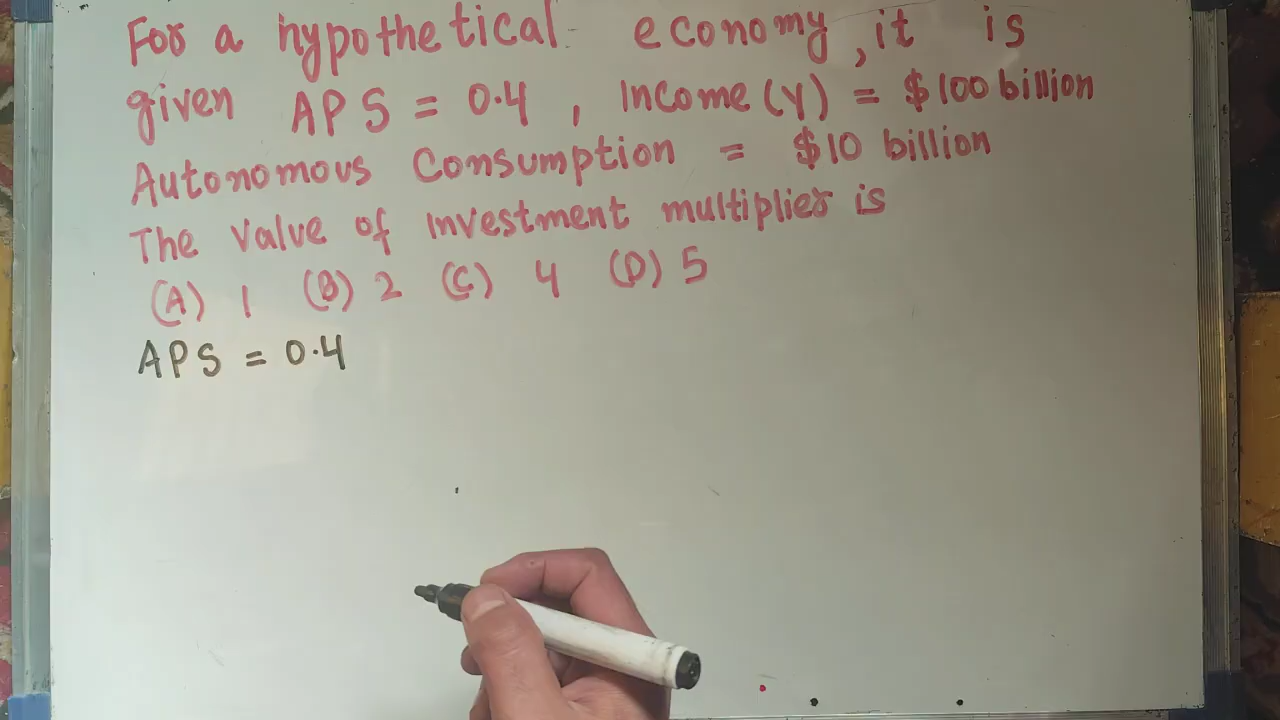 For a hypothetical economy, it is
given APS = 0.4, Income (Y) = $100 billion
Autonomous Consumption = $10 billion
The Value of Investment multiplier is
(A) 1 (B) 2 (C) 4 (D) 5
APS = 0.4